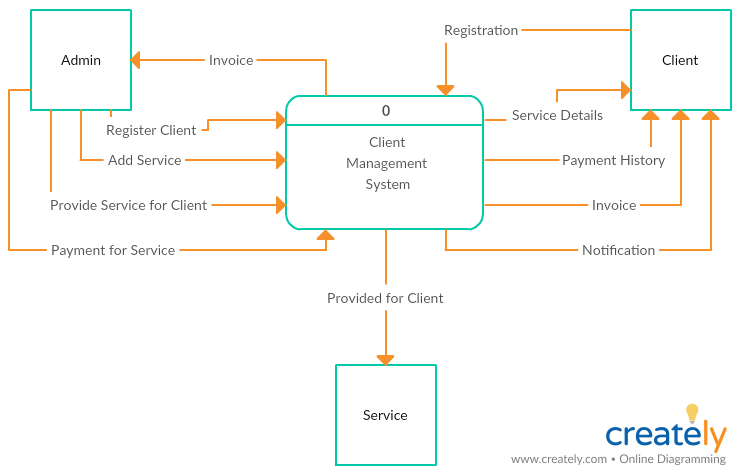 Registration
Admin
Invoice
Client
0
Service Details
Register Client
Client
Management
System
Add Service
Payment History
Provide Service for Client
Invoice
Payment for Service
Notification
Provided for Client
Service
creately
www.creately.com • Online Diagramming